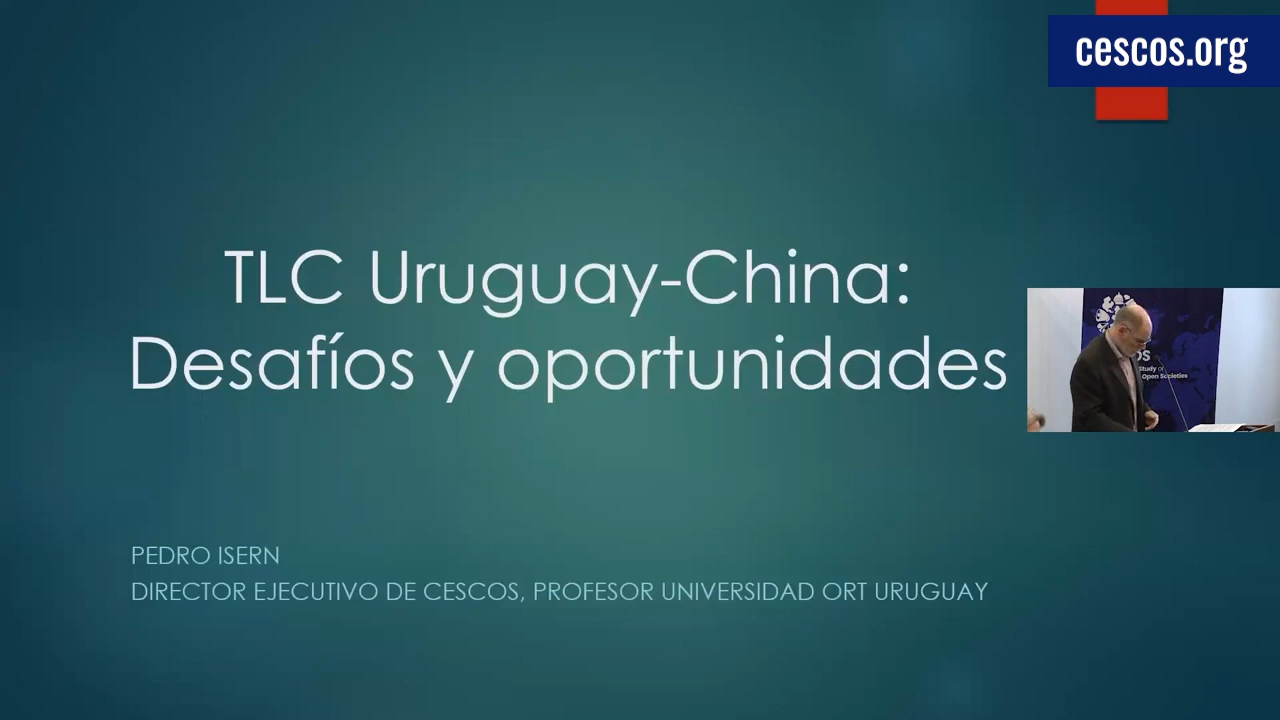 cescos.org
TLC Uruguay-China:
Desafíos y oportunidades
OS
Study of
Open Societies
PEDRO ISERN
DIRECTOR EJECUTIVO DE CESCOS, PROFESOR UNIVERSIDAD ORT URUGUAY